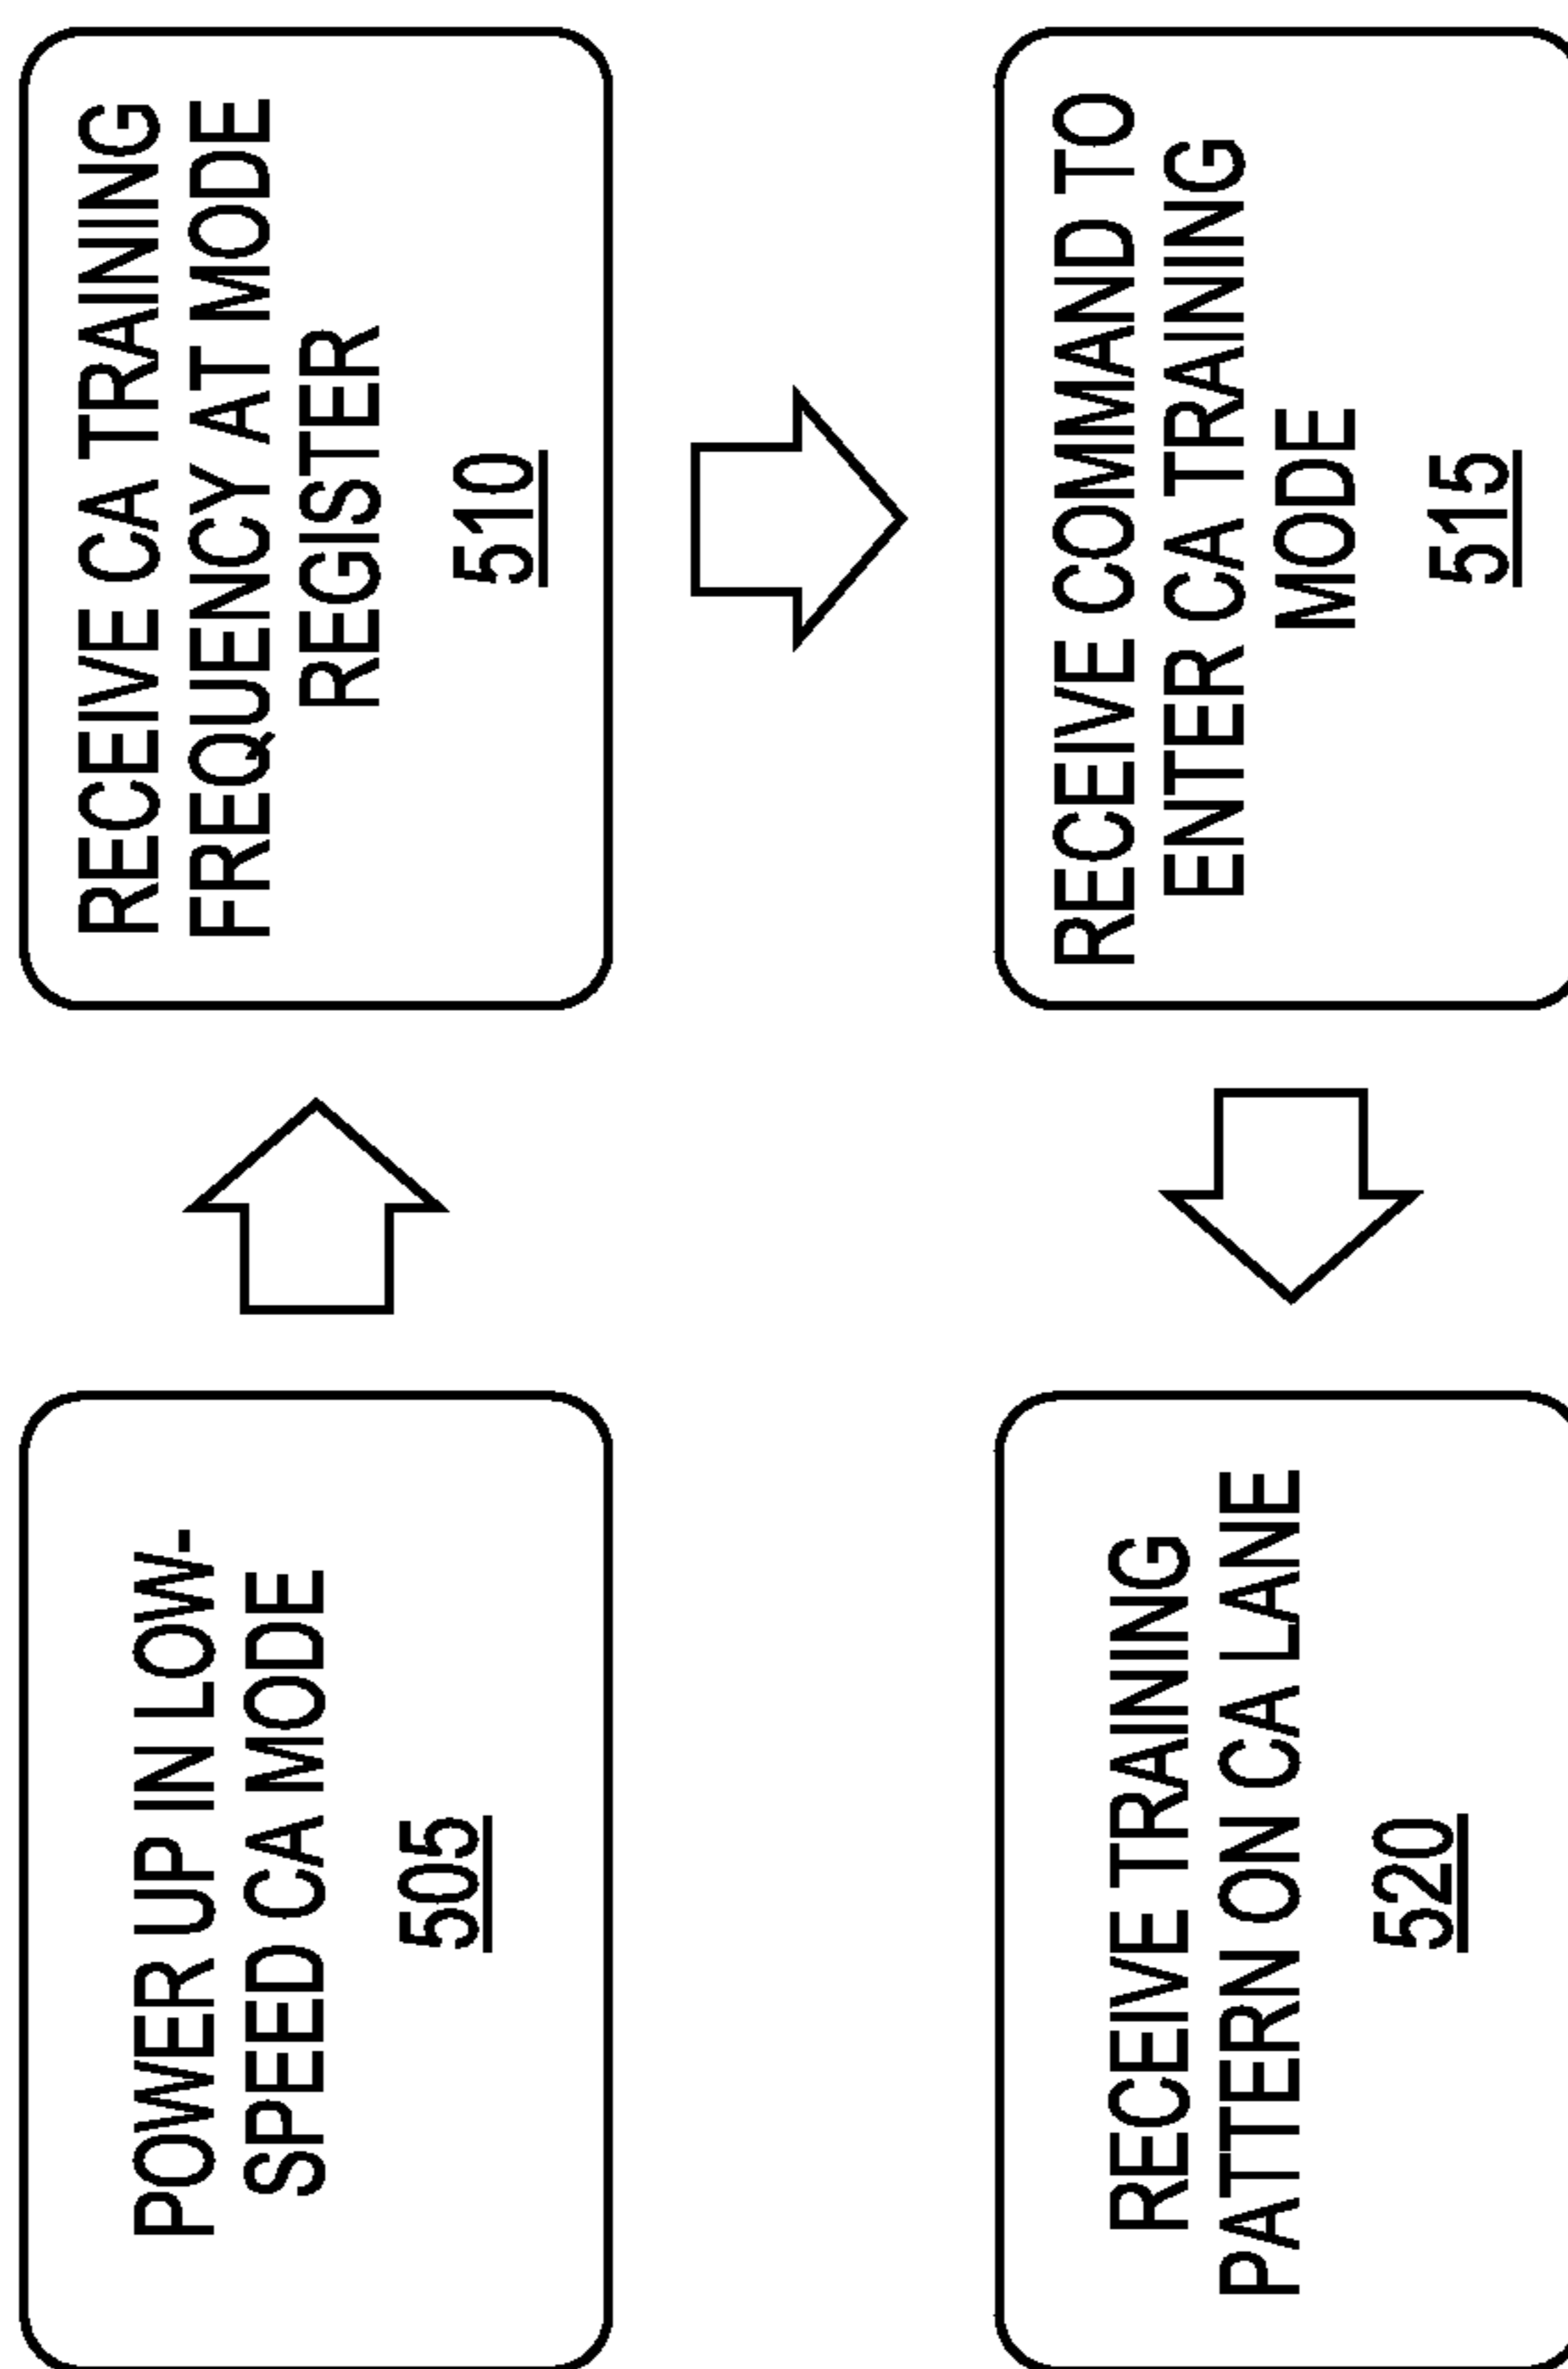 POWER UP IN LOW-
SPEED CA MODE
505
RECEIVE CA TRAINING
FREQUENCY AT MODE
REGISTER
510
RECEIVE COMMAND TO
ENTER CA TRAINING
MODE
515
RECEIVE TRAINING
PATTERN ON CA LANE
520